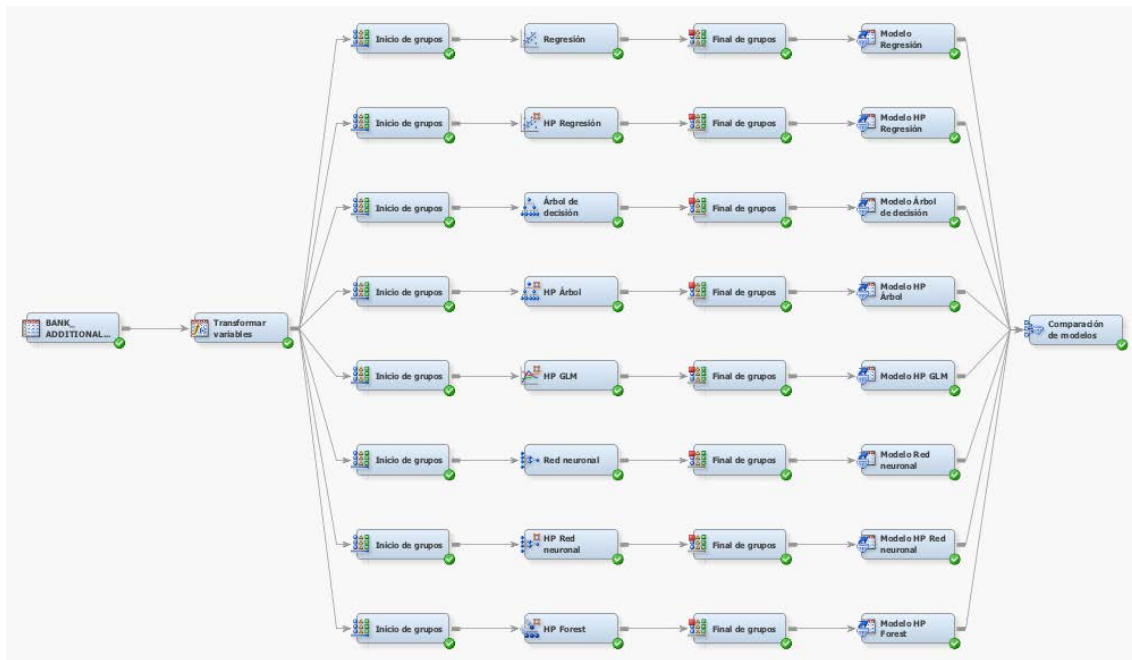 Inicio de grupos
Regresión
Final de grupos
Modelo
Regresión
Inicio de grupos
HP Regresión
Final de grupos
Modelo HP
Regresión
Inicio de grupos
Árbol de
decisión
Final de grupos
Modelo Árbol
de decisión
Inicio de grupos
HP Árbol
Final de grupos
Modelo HP
Árbol
BANK_
ADDITIONAL...
Transformar
variables
Comparación
de modelos
Inicio de grupos
HP GLM
Final de grupos
Modelo HP GLM
Inicio de grupos
Red neuronal
Final de grupos
Modelo Red
neuronal
Inicio de grupos
HP Red
neuronal
Final de grupos
Modelo HP Red
neuronal
Inicio de grupos
HP Forest
Final de grupos
Modelo HP
Forest